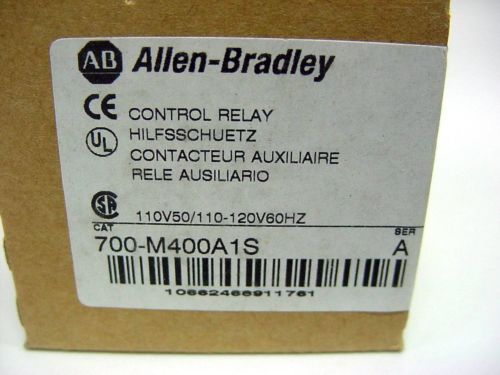 AB Allen-Bradley
CE CONTROL RELAY
UL HILFSSCHUETZ
CONTACTEUR AUXILIAIRE
RELE AUSILIARIO
SA 110V50/110-120V60HZ
CAT SER
700-M400A1S A
10662468911761